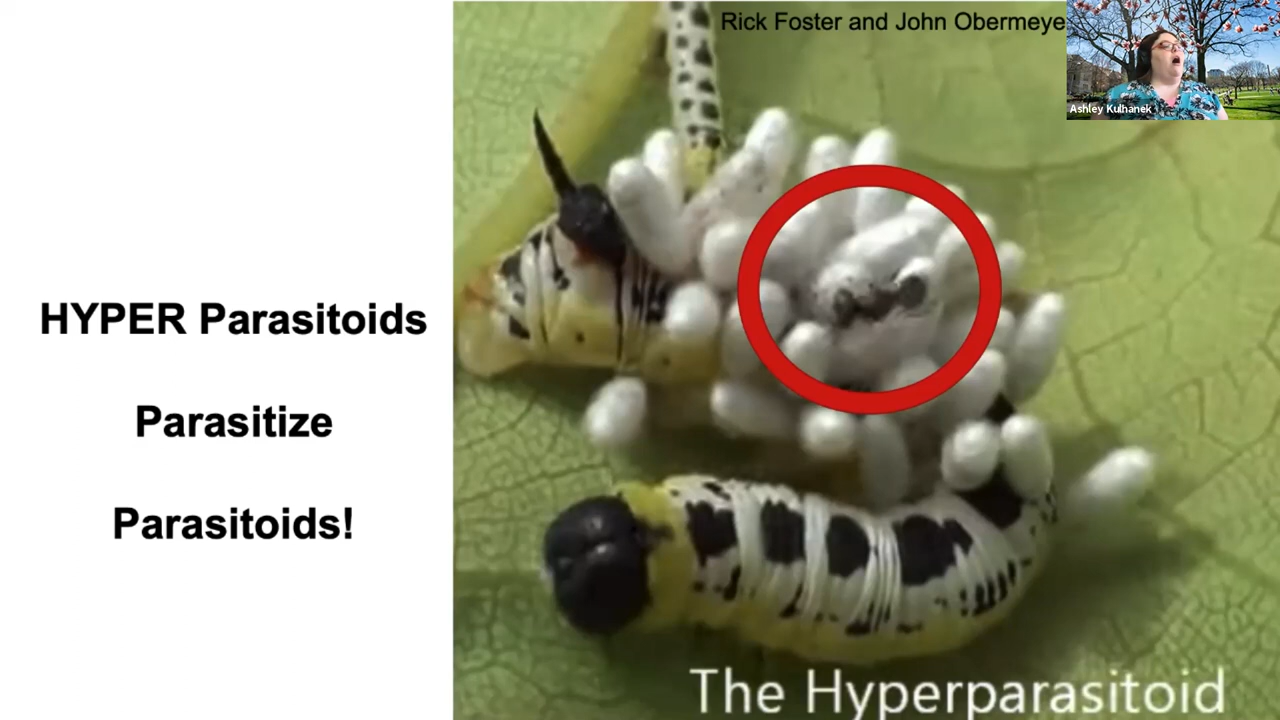 HYPER Parasitoids
Parasitize
Parasitoids!
Rick Foster and John Obermeye
Ashley Kulhanek
The Hyperparasitoid